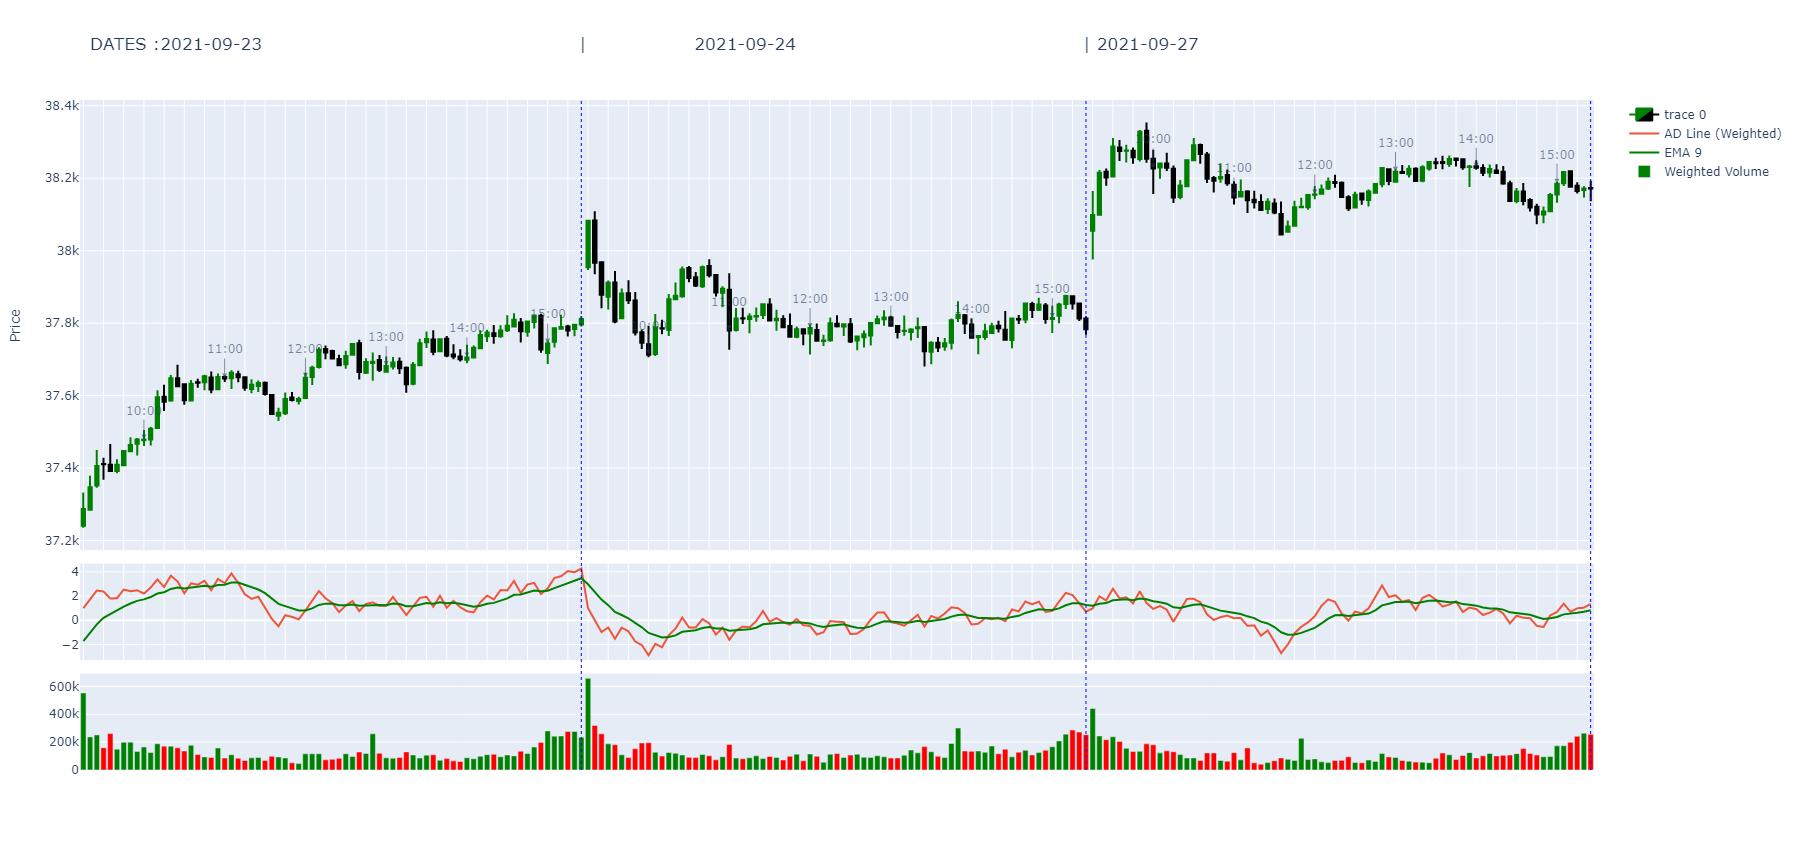 DATES :2021-09-23 | 2021-09-24 | 2021-09-27
38.4k
38.2k
38k
37.8k
37.6k
37.4k
37.2k
Price
10:00
11:00
12:00
13:00
14:00
15:00
11:00
12:00
13:00
14:00
15:00
11:00
12:00
13:00
14:00
15:00
trace 0
AD Line (Weighted)
EMA 9
Weighted Volume
4
2
0
−2
600k
400k
200k
0